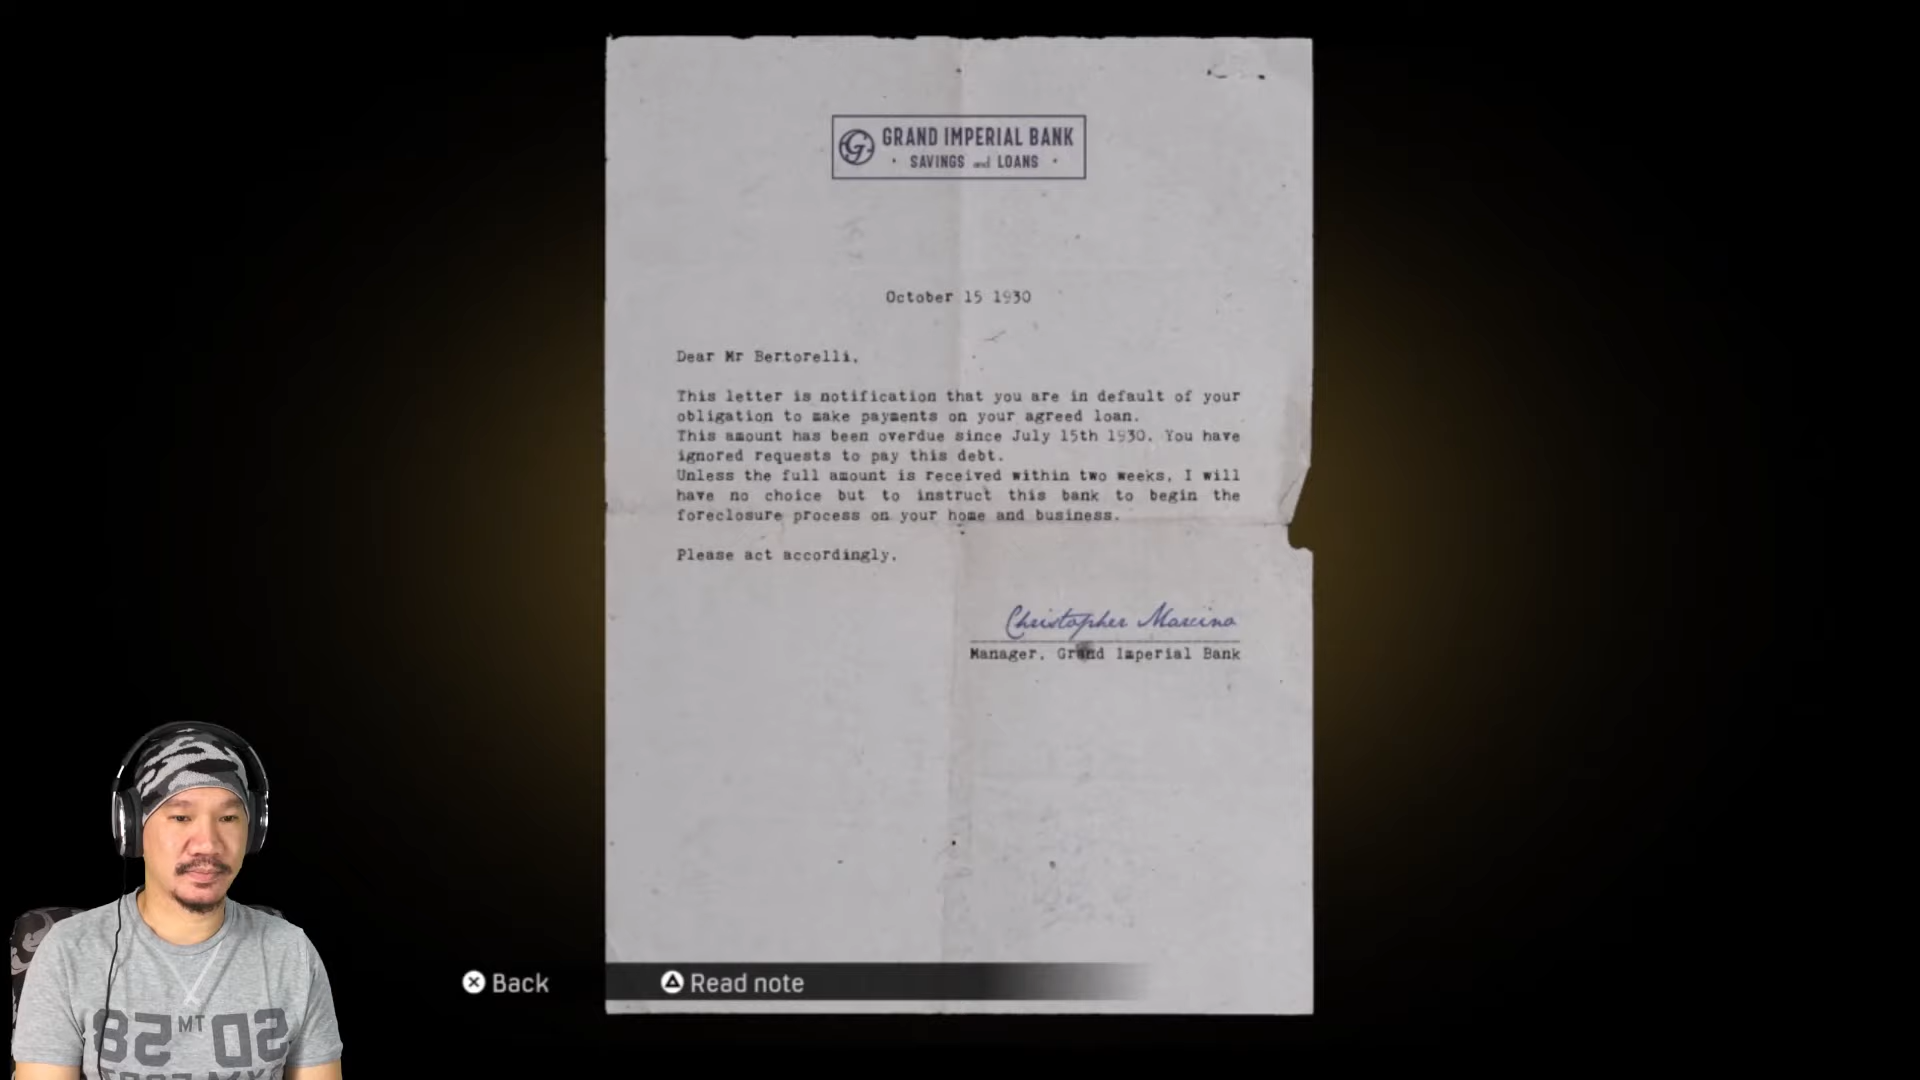 GRAND IMPERIAL BANK
SAVINGS and LOANS
October 15 1930
Dear Mr Bertorelli,
This letter is notification that you are in default of your
obligation to make payments on your agreed loan.
This amount has been overdue since July 15th 1930. You have
ignored requests to pay this debt.
Unless the full amount is received within two weeks, I will
have no choice but to instruct this bank to begin the
foreclosure process on your home and business.
Please act accordingly.
Christopher Marcino
Manager, Grand Imperial Bank
Back
Read note
MT